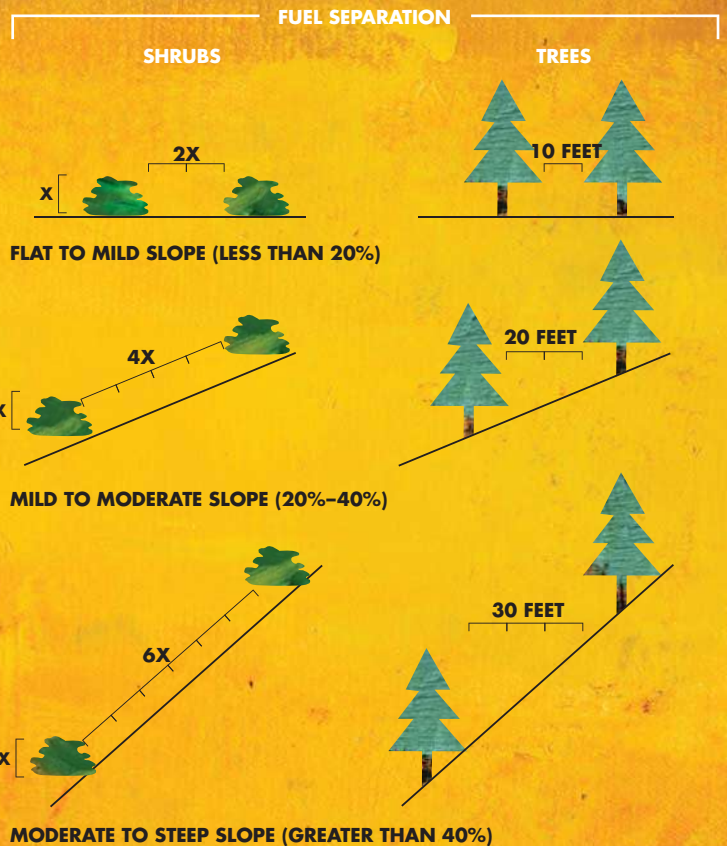 FUEL SEPARATION
SHRUBS
TREES
X
2X
10 FEET
FLAT TO MILD SLOPE (LESS THAN 20%)
X
4X
20 FEET
MILD TO MODERATE SLOPE (20%–40%)
X
6X
30 FEET
MODERATE TO STEEP SLOPE (GREATER THAN 40%)